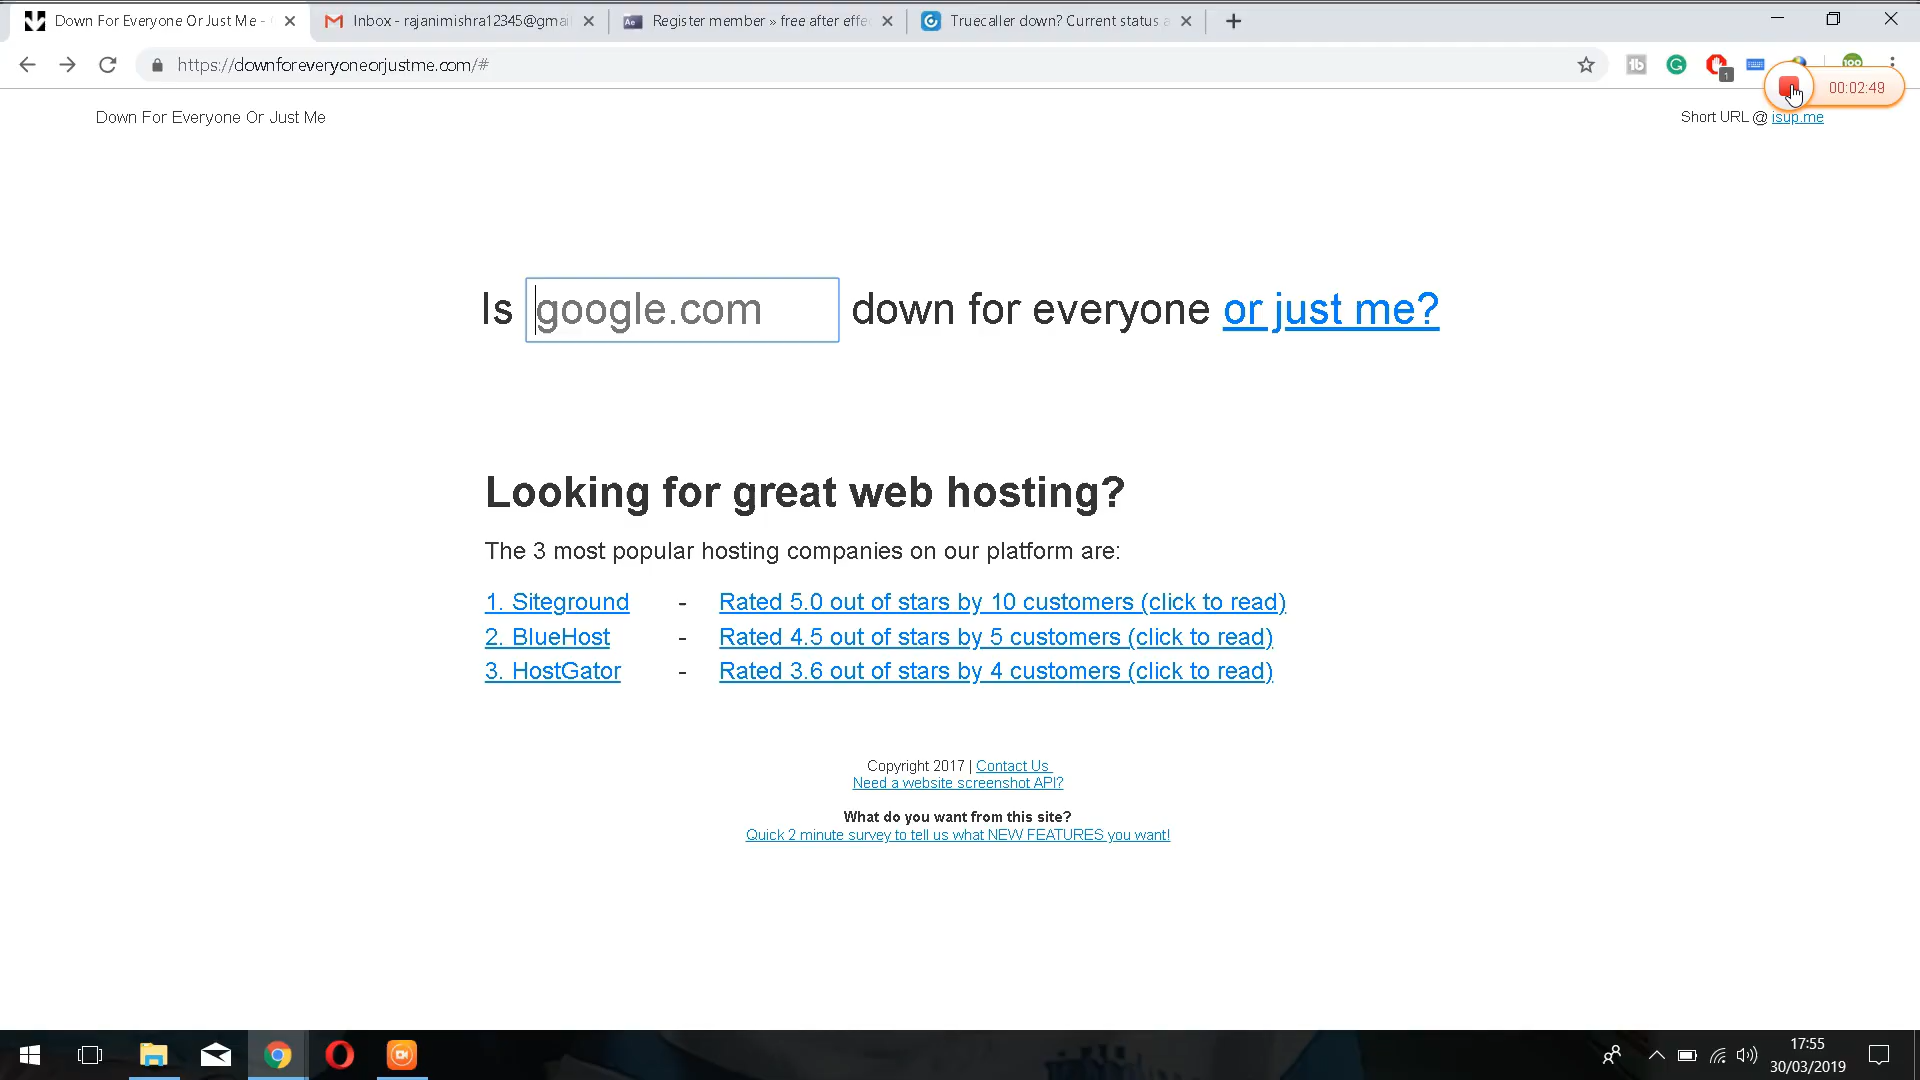 Down For Everyone Or Just Me -
Inbox - rajanimishra12345@gmai
Register member » free after effe
Truecaller down? Current status a
https://downforeveryoneorjustme.com/#
1
100
00:02:49
Down For Everyone Or Just Me
Short URL @ isup.me
Is google.com down for everyone or just me?
Looking for great web hosting?
The 3 most popular hosting companies on our platform are:
1. Siteground - Rated 5.0 out of stars by 10 customers (click to read)
2. BlueHost - Rated 4.5 out of stars by 5 customers (click to read)
3. HostGator - Rated 3.6 out of stars by 4 customers (click to read)
Copyright 2017 | Contact Us
Need a website screenshot API?
What do you want from this site?
Quick 2 minute survey to tell us what NEW FEATURES you want!
17:55
30/03/2019